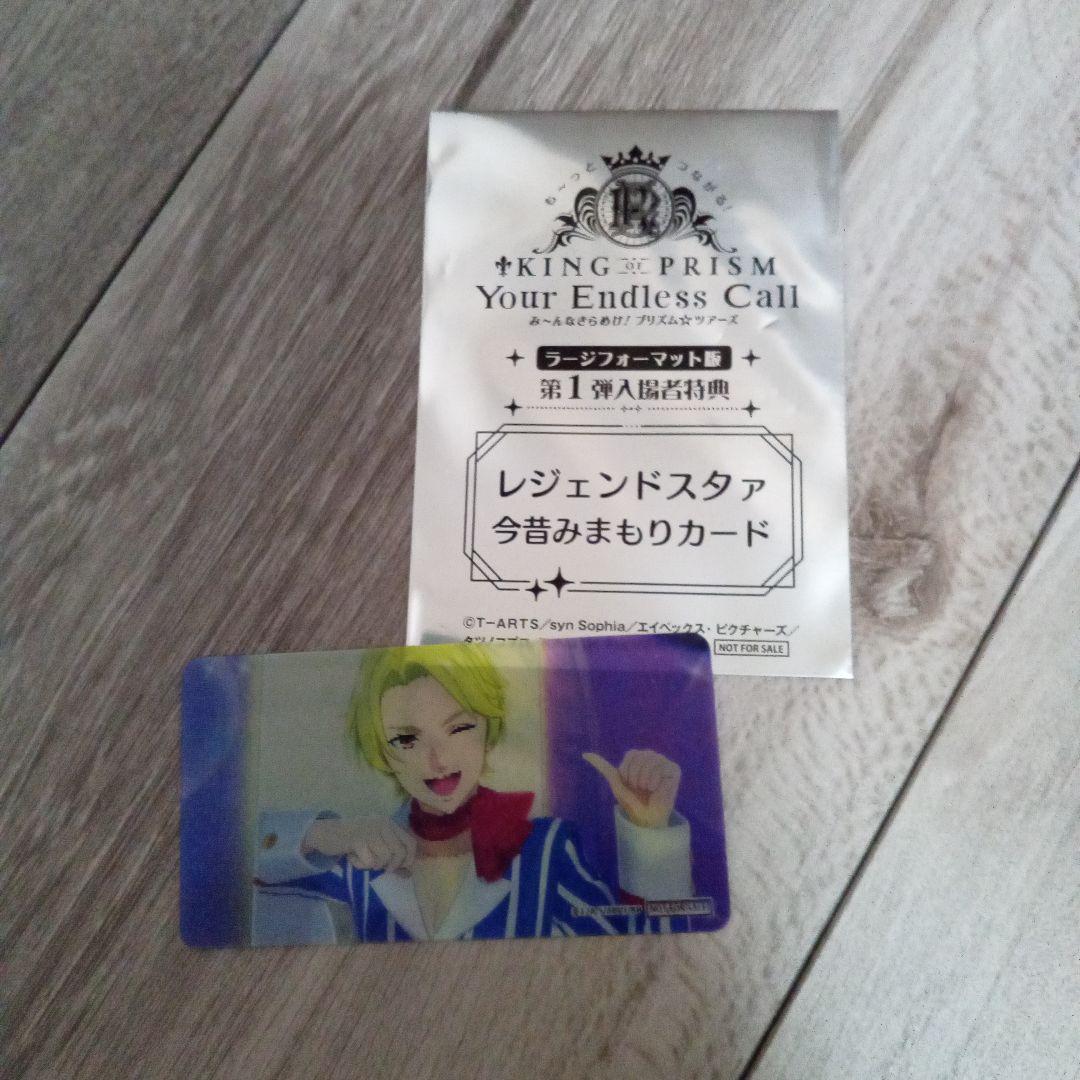 も〜っと つながる!
KING OF PRISM
Your Endless Call
み〜んなきらめけ! プリズム☆ツアーズ
ラージフォーマット版
第1弾入場者特典
レジェンドスタァ
今昔みまもりカード
©T-ARTS/syn Sophia/エイベックス・ピクチャーズ/
NOT FOR SALE